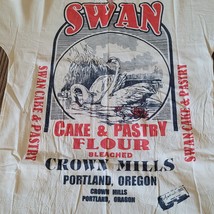 SWAN
CAKE & PASTRY
FLOUR
BLEACHED
CROWN MILLS
PORTLAND, OREGON
CROWN MILLS
PORTLAND, OREGON
SWAN CAKE & PASTRY
SWAN CAKE & PASTRY